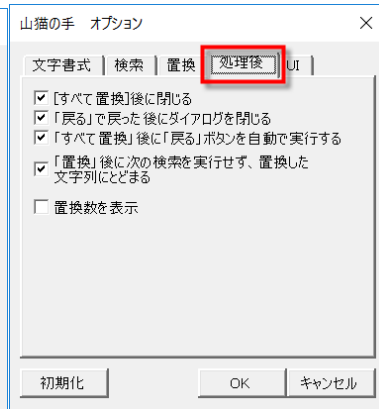 山猫の手 オプション
文字書式 検索 置換 処理後 UI
[すべて置換]後に閉じる
「戻る」で戻った後にダイアログを閉じる
「すべて置換」後に「戻る」ボタンを自動で実行する
「置換」後に次の検索を実行せず、置換した
文字列にとどまる
置換数を表示
初期化 OK キャンセル